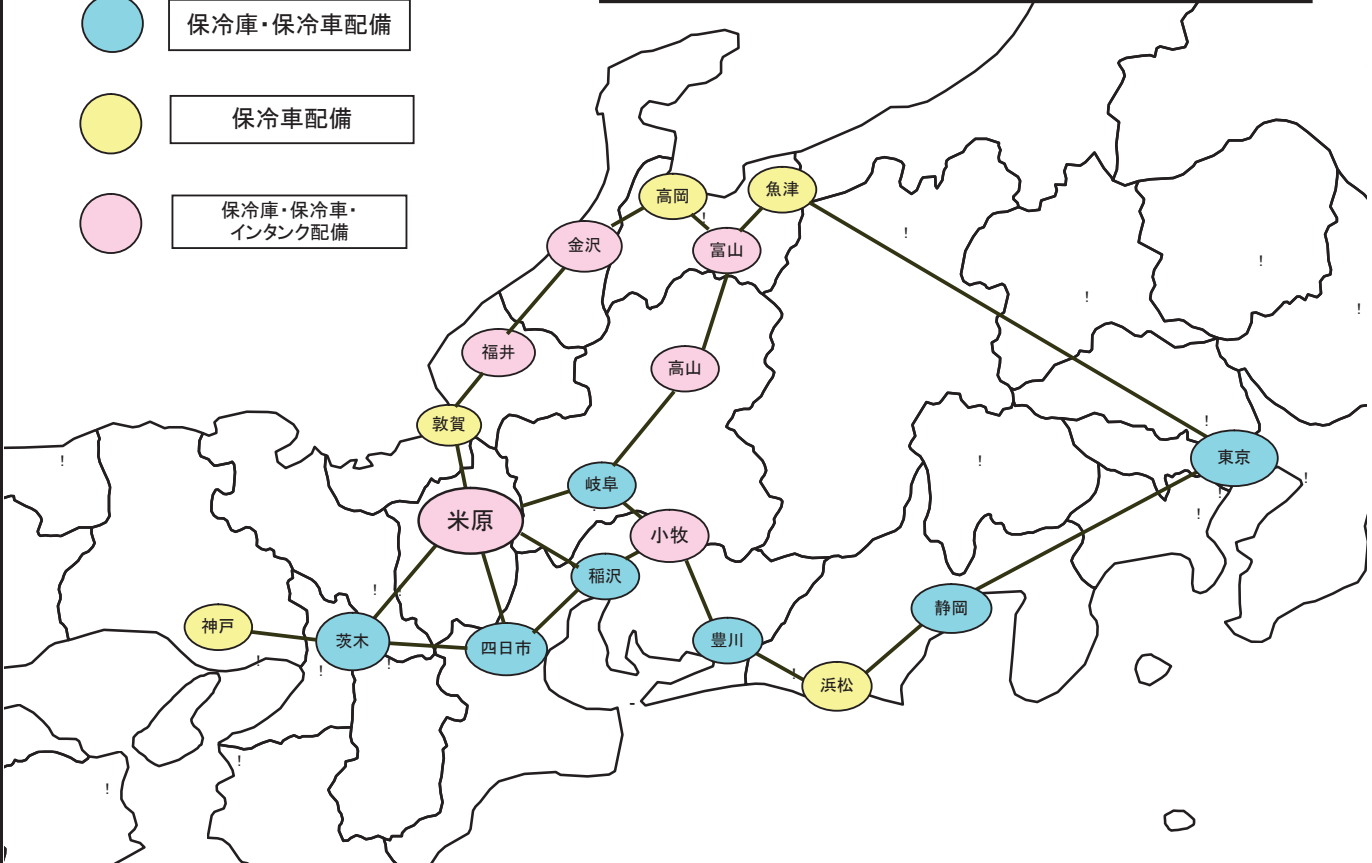 保冷庫・保冷車配備
保冷車配備
保冷庫・保冷車・
インタンク配備
高岡
魚津
金沢
富山
福井
高山
敦賀
東京
岐阜
米原
小牧
稲沢
静岡
神戸
茨木
四日市
豊川
浜松